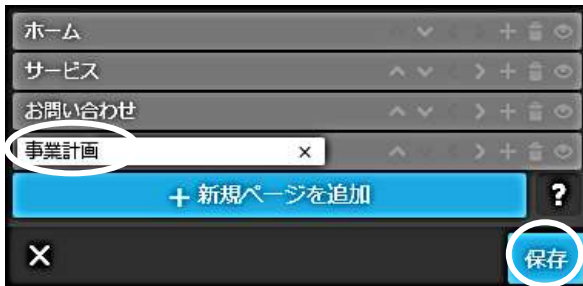 ホーム
サービス
お問い合わせ
事業計画 ×
+ 新規ページを追加 ?
× 保存